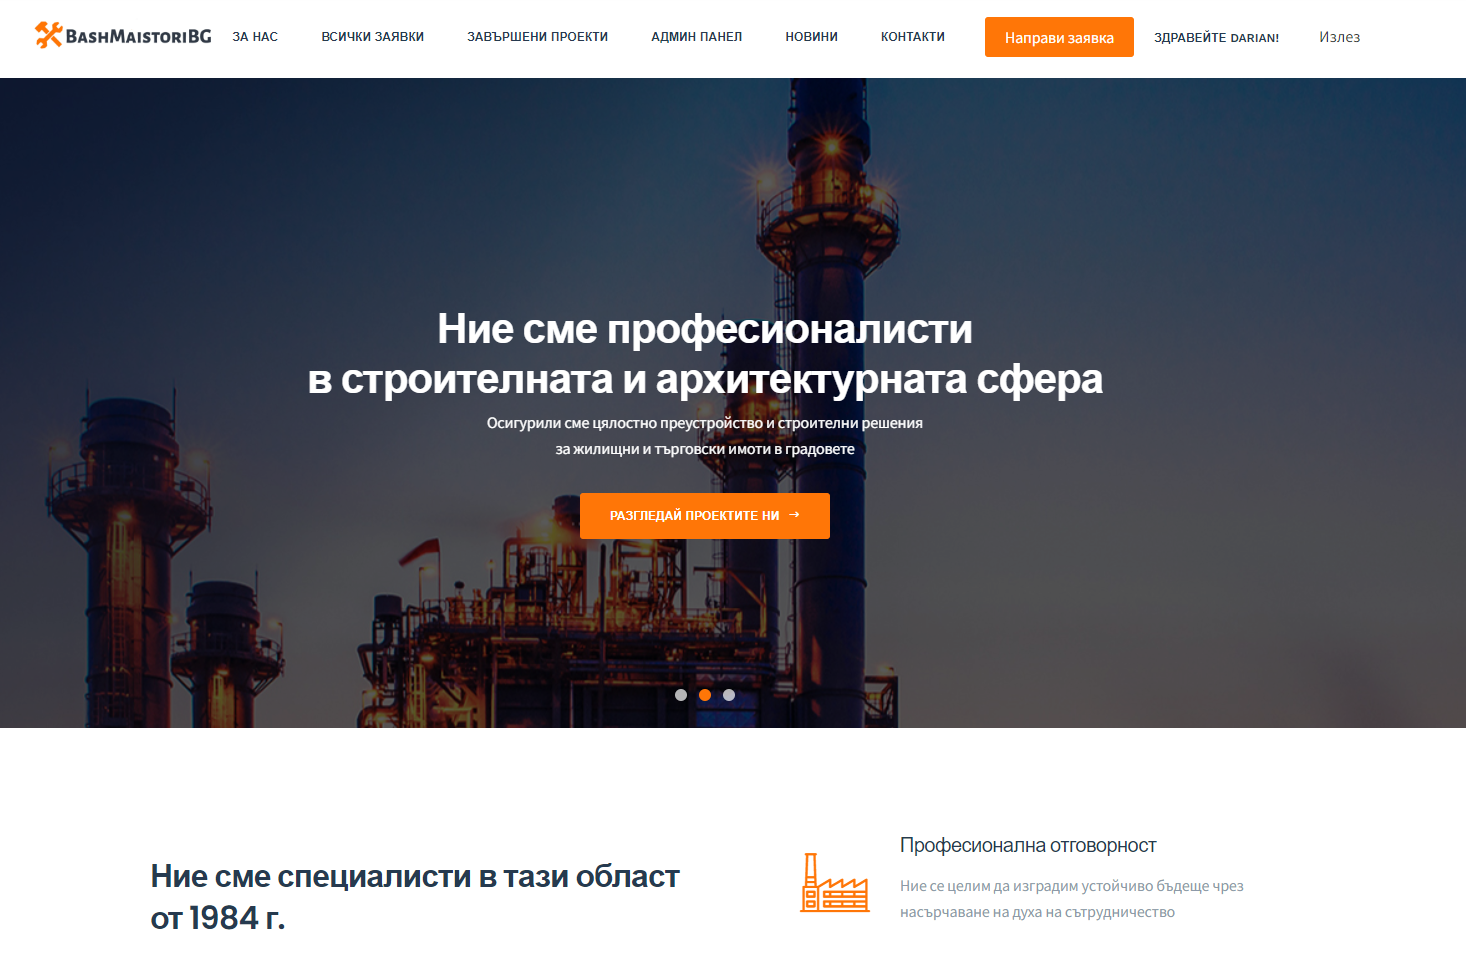 BashMaistoriBG
ЗА НАС
ВСИЧКИ ЗАЯВКИ
ЗАВЪРШЕНИ ПРОЕКТИ
АДМИН ПАНЕЛ
НОВИНИ
КОНТАКТИ
Направи заявка
ЗДРАВЕЙТЕ DARIAN!
Излез
Ние сме професионалисти
в строителната и архитектурната сфера
Осигурили сме цялостно преустройство и строителни решения
за жилищни и търговски имоти в градовете
РАЗГЛЕДАЙ ПРОЕКТИТЕ НИ →
Ние сме специалисти в тази област
от 1984 г.
Професионална отговорност
Ние се целим да изградим устойчиво бъдеще чрез
насърчаване на духа на сътрудничество